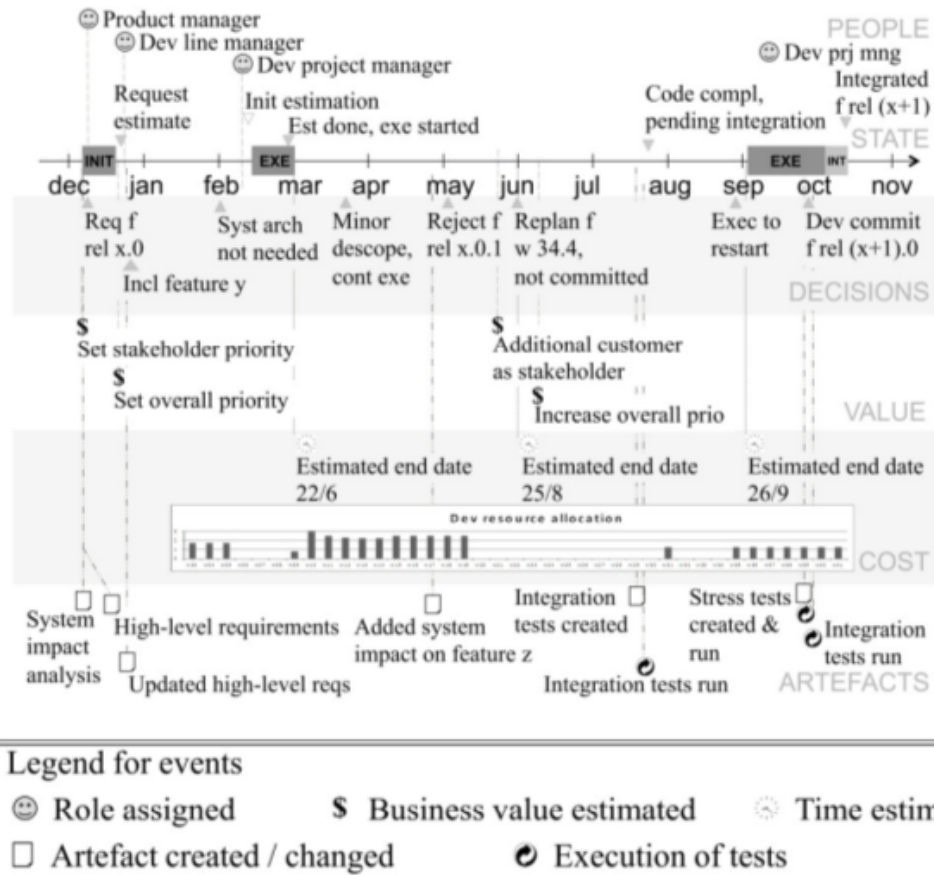 Product manager
PEOPLE
Dev line manager
Dev prj mng
Dev project manager
Integrated
f rel (x+1)
Request
estimate
Init estimation
Code compl,
pending integration
Est done, exe started
STATE
INIT
EXE
EXE
INT
dec jan feb mar apr may jun jul aug sep oct nov
Req f
rel x.0
Syst arch
not needed
Minor
descope,
cont exe
Reject f
rel x.0.1
Replan f
w 34.4,
not committed
Exec to
restart
Dev commit
f rel (x+1).0
Incl feature y
DECISIONS
$
Set stakeholder priority
$
Additional customer
as stakeholder
$
Set overall priority
$
Increase overall prio
VALUE
Estimated end date
22/6
Estimated end date
25/8
Estimated end date
26/9
Dev resource allocation
COST
System
impact
analysis
High-level requirements
Added system
impact on feature z
Integration
tests created
Stress tests
created &
run
Integration
tests run
Updated high-level reqs
Integration tests run
ARTEFACTS
Legend for events
Role assigned
$ Business value estimated
Time estim
Artefact created / changed
Execution of tests